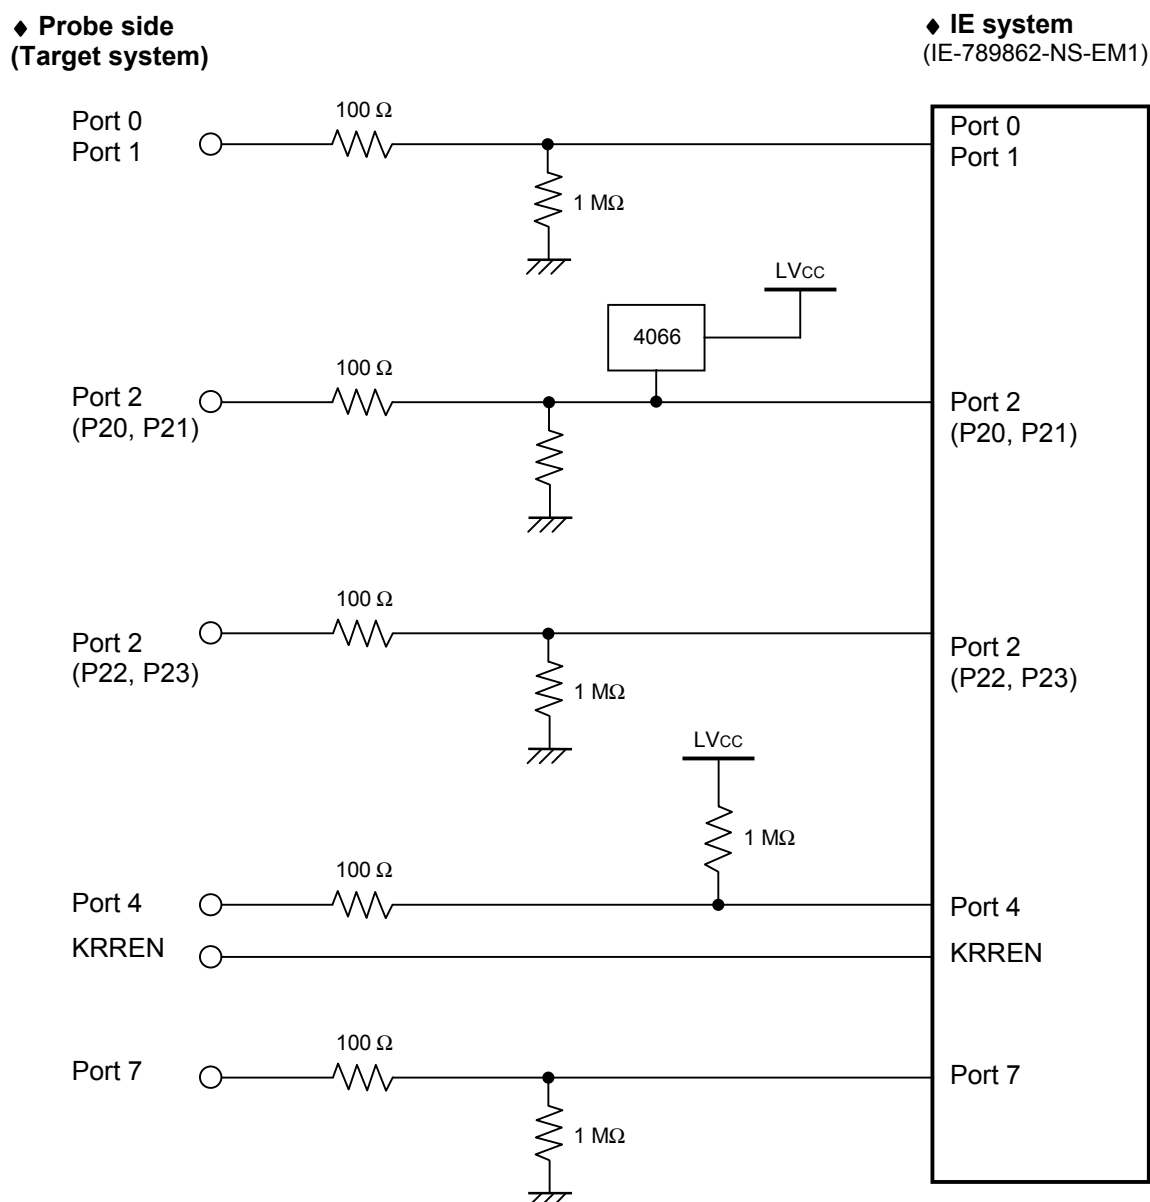 ♦ Probe side
(Target system)
♦ IE system
(IE-789862-NS-EM1)
Port 0
Port 1
100 Ω
1 MΩ
Port 0
Port 1
LVCC
4066
Port 2
(P20, P21)
100 Ω
Port 2
(P20, P21)
Port 2
(P22, P23)
100 Ω
1 MΩ
Port 2
(P22, P23)
LVCC
1 MΩ
Port 4
100 Ω
Port 4
KRREN
KRREN
Port 7
100 Ω
1 MΩ
Port 7